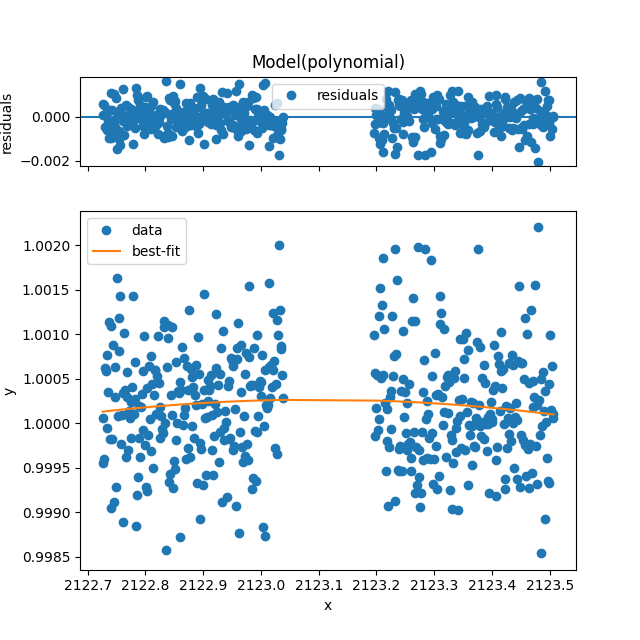 Model(polynomial)
residuals
0.000
−0.002
residuals
data
best-fit
1.0020
1.0015
1.0010
1.0005
1.0000
0.9995
0.9990
0.9985
y
2122.7 2122.8 2122.9 2123.0 2123.1 2123.2 2123.3 2123.4 2123.5
x